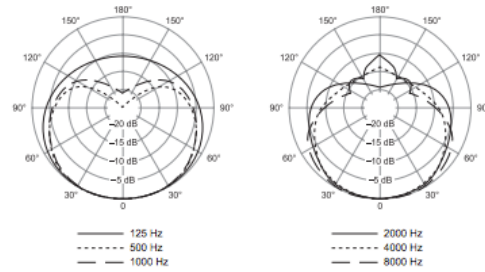 180° 180°
150° 150° 150° 150°
120° 120° 120° 120°
90° 90° 90° 90°
–20 dB –20 dB
–15 dB –15 dB
60° –10 dB 60° 60° –10 dB 60°
–5 dB –5 dB
30° 30° 30° 30°
0 0
125 Hz 2000 Hz
500 Hz 4000 Hz
1000 Hz 8000 Hz